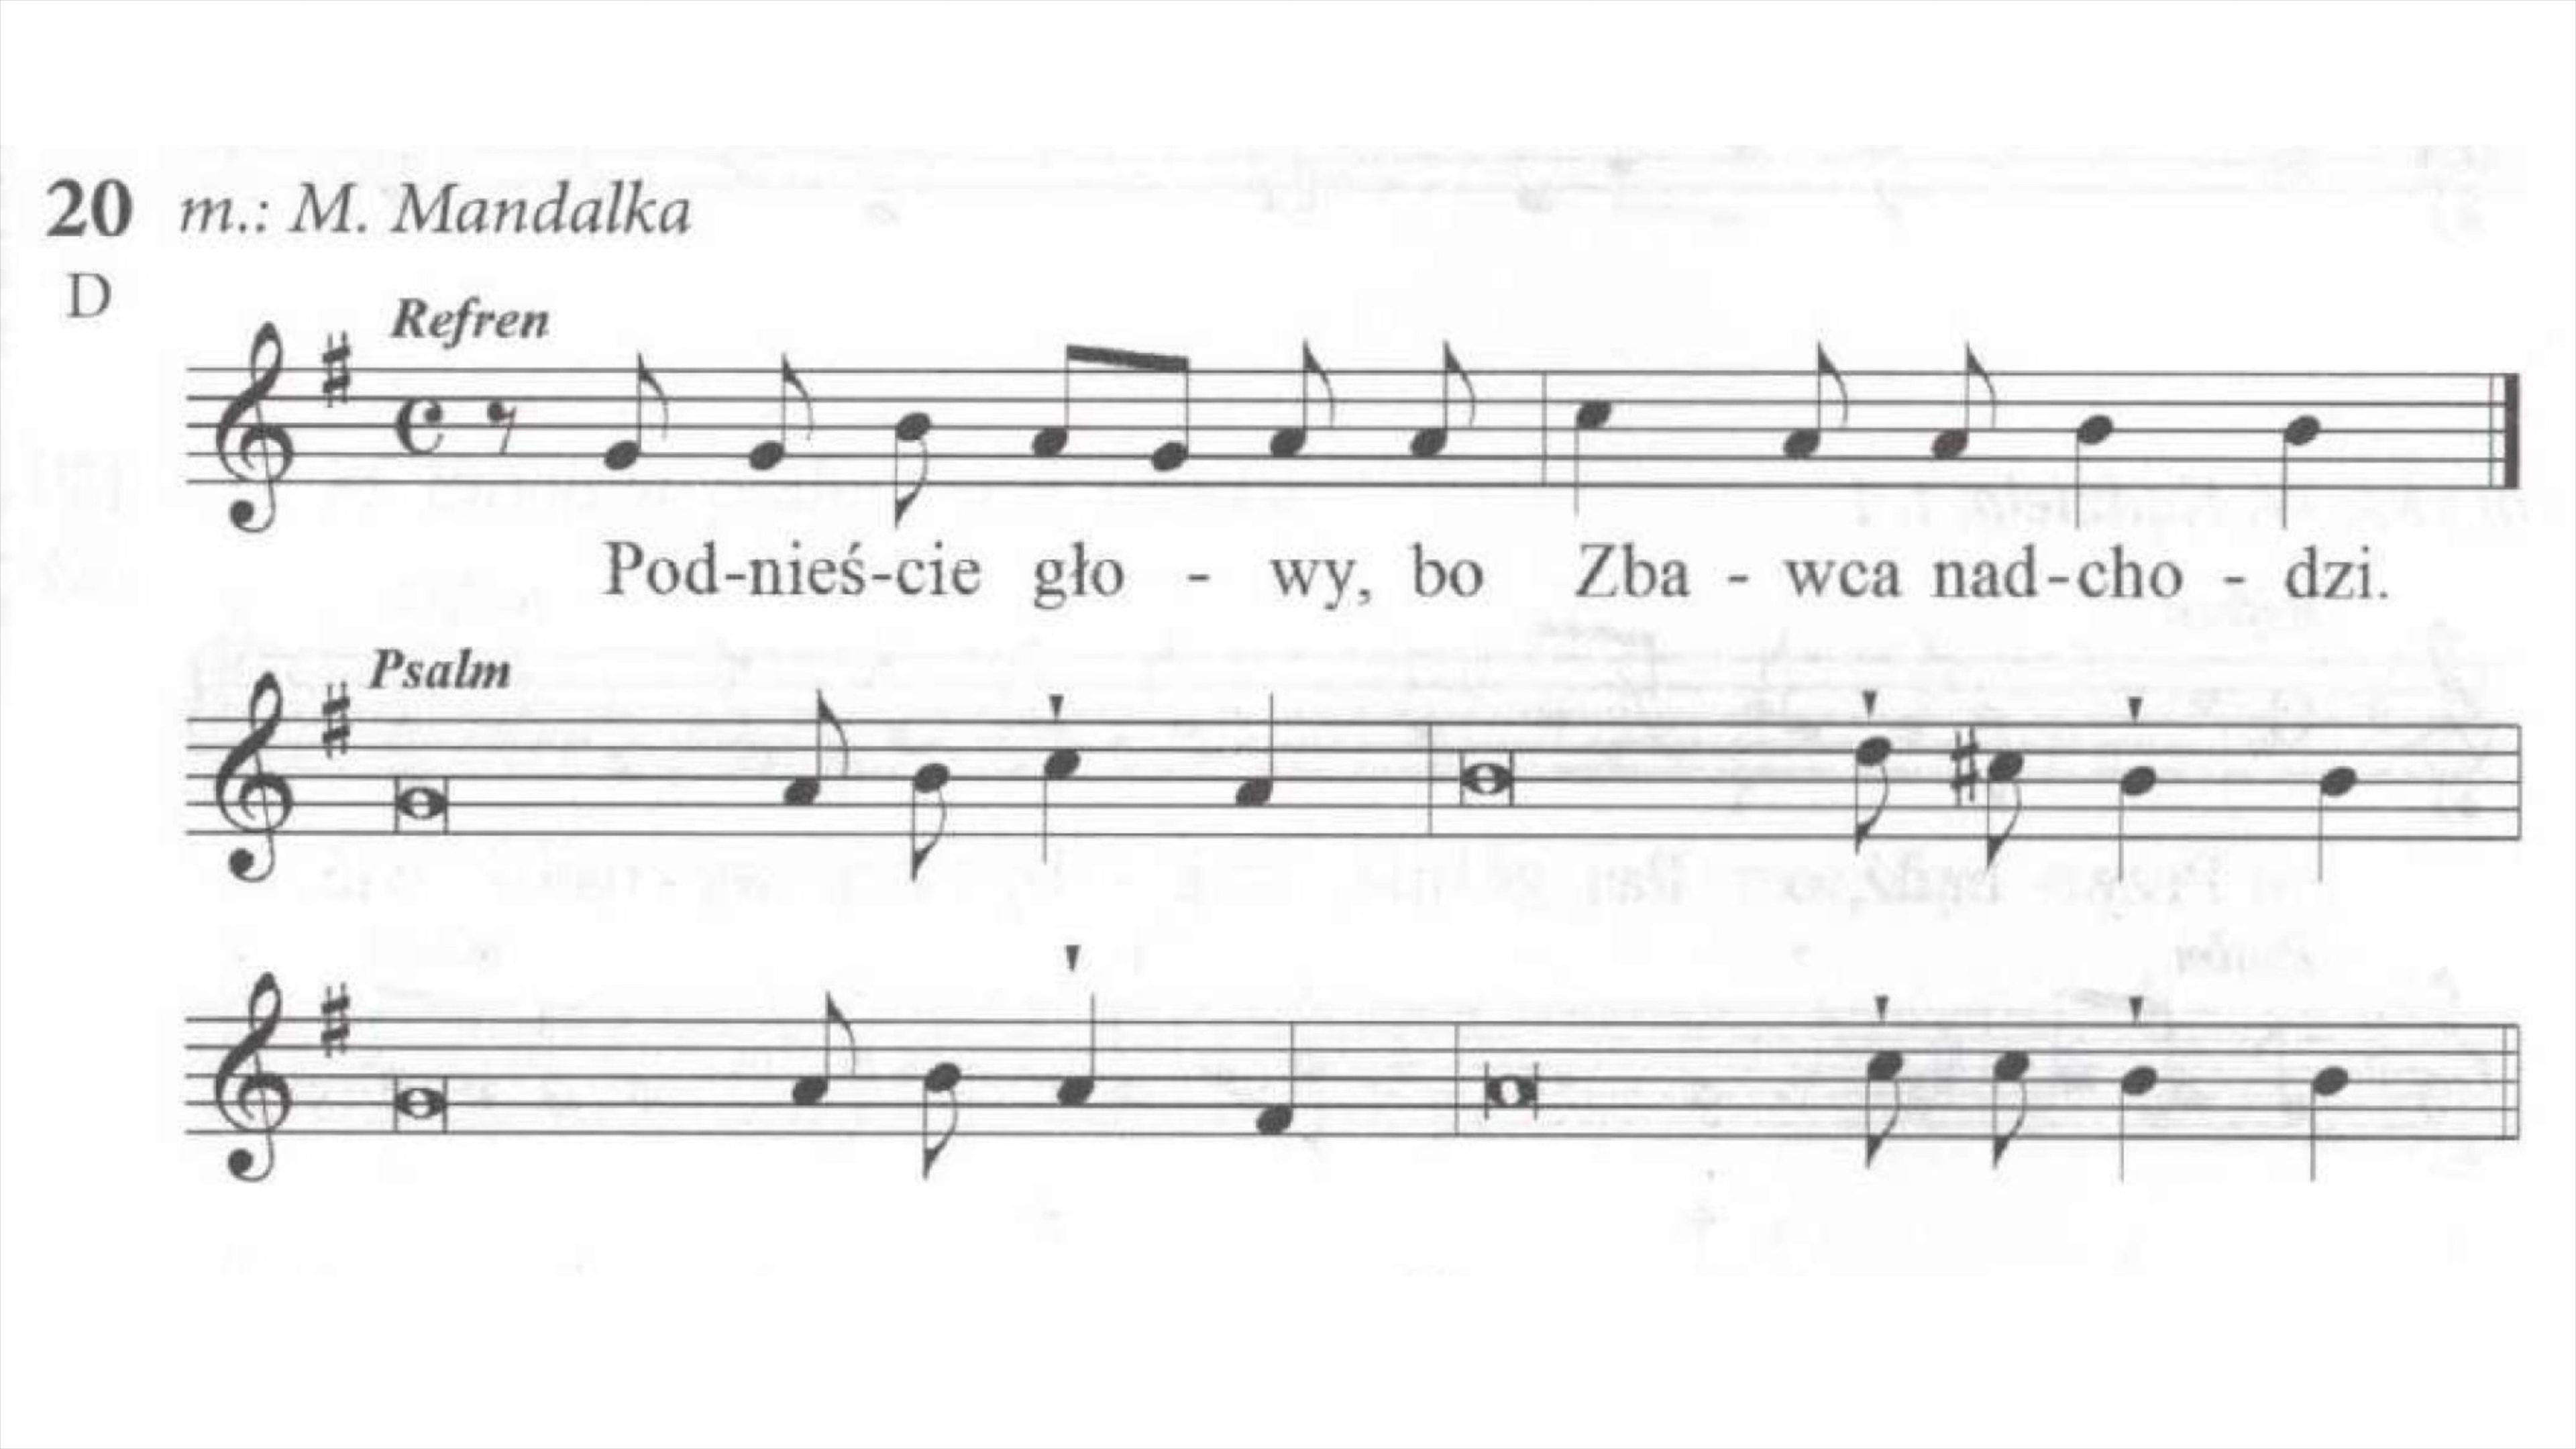 20 m.: M. Mandalka
D
Refren
Pod-nieś-cie gło - wy, bo Zba - wca nad-cho - dzi.
Psalm